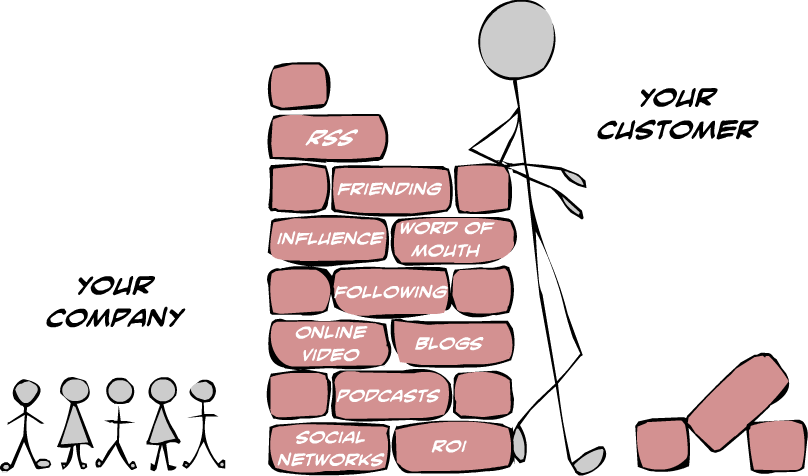 YOUR
CUSTOMER
RSS
FRIENDING
INFLUENCE
WORD OF
MOUTH
YOUR
COMPANY
FOLLOWING
ONLINE
VIDEO
BLOGS
PODCASTS
SOCIAL
NETWORKS
ROI